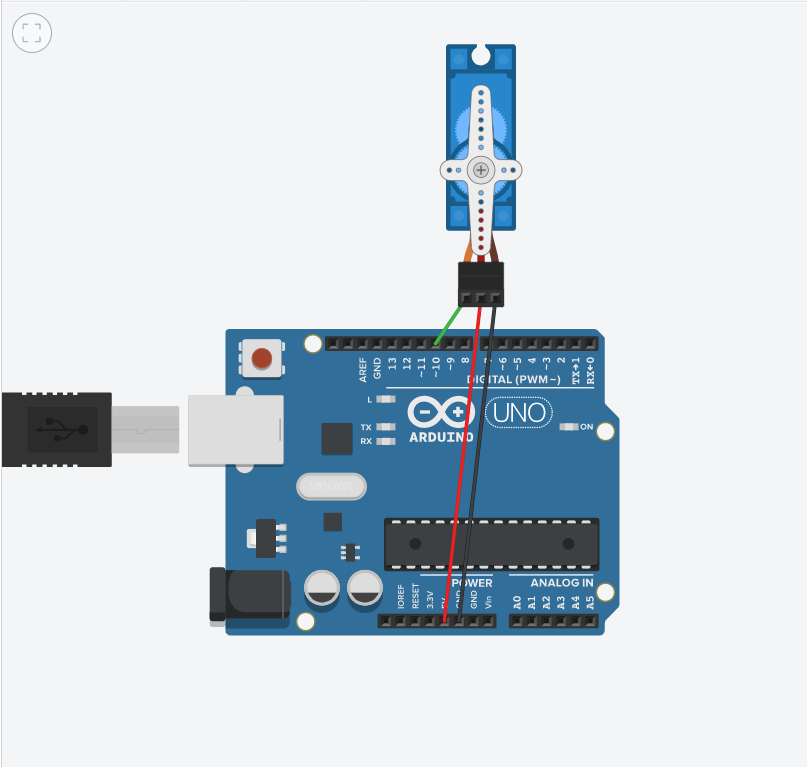 AREF
GND
13
12
~11
~10
~9
8
7
~6
~5
4
~3
2
TX→1
RX←0
DIGITAL (PWM~)
L
TX
RX
ARDUINO
UNO
ON
POWER
ANALOG IN
IOREF
RESET
3.3V
5V
GND
GND
Vin
A0
A1
A2
A3
A4
A5